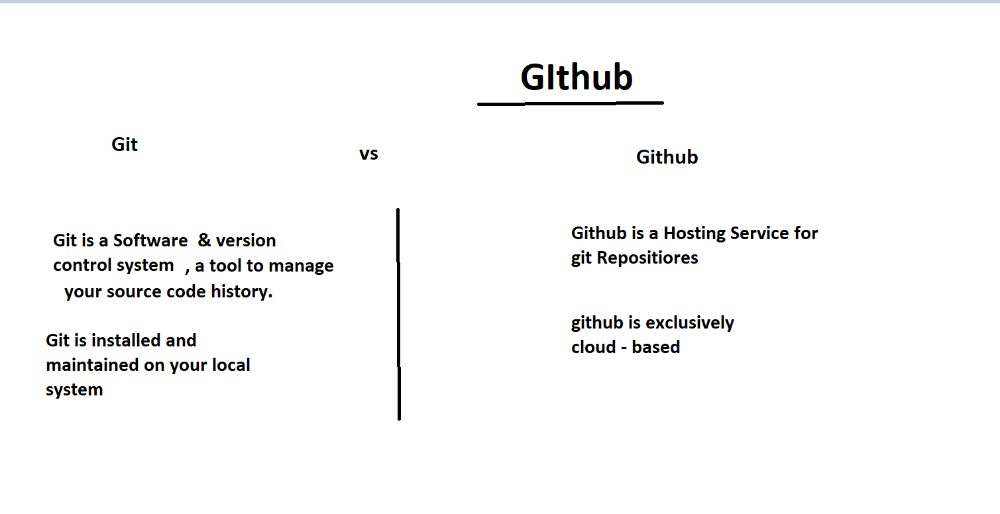 GIthub
Git
vs
Github
Git is a Software & version
control system , a tool to manage
your source code history.
Git is installed and
maintained on your local
system
Github is a Hosting Service for
git Repositiores
github is exclusively
cloud - based